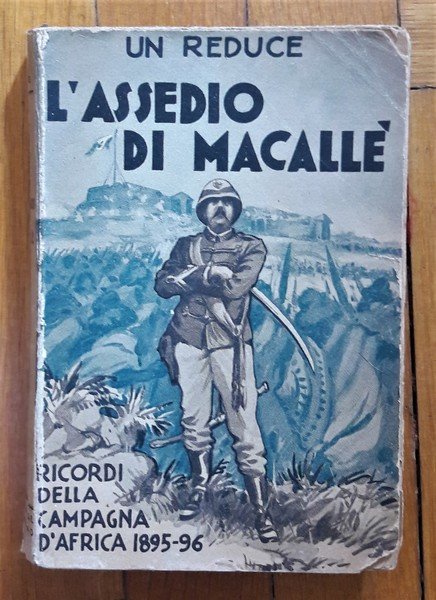 UN REDUCE
L'ASSEDIO
DI MACALLÈ
RICORDI
DELLA
CAMPAGNA
D'AFRICA 1895-96